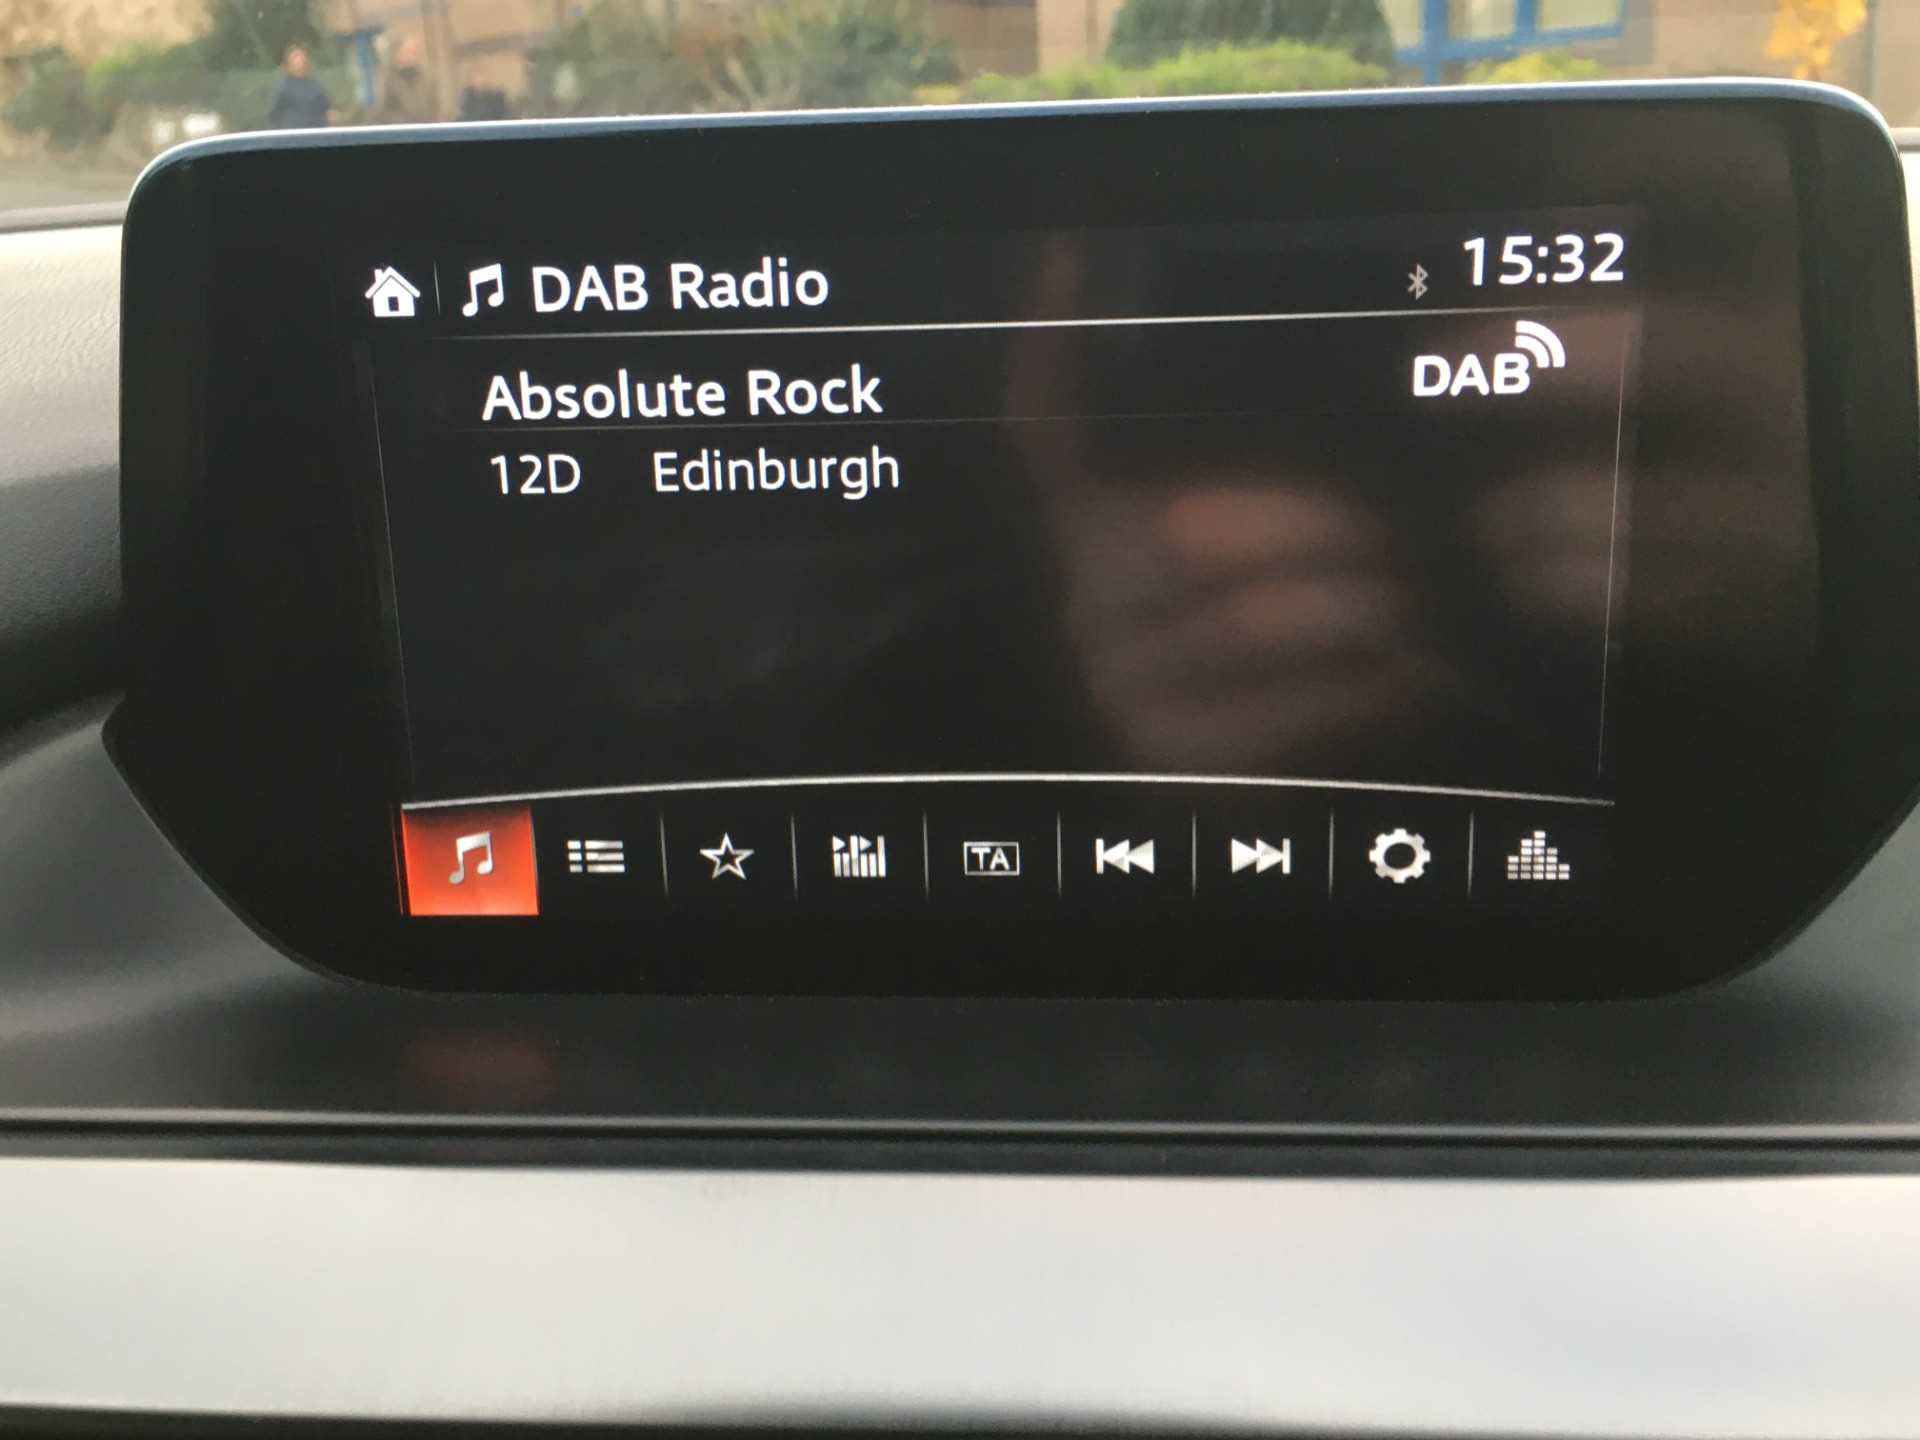 DAB Radio 15:32
Absolute Rock DAB
12D Edinburgh
TA